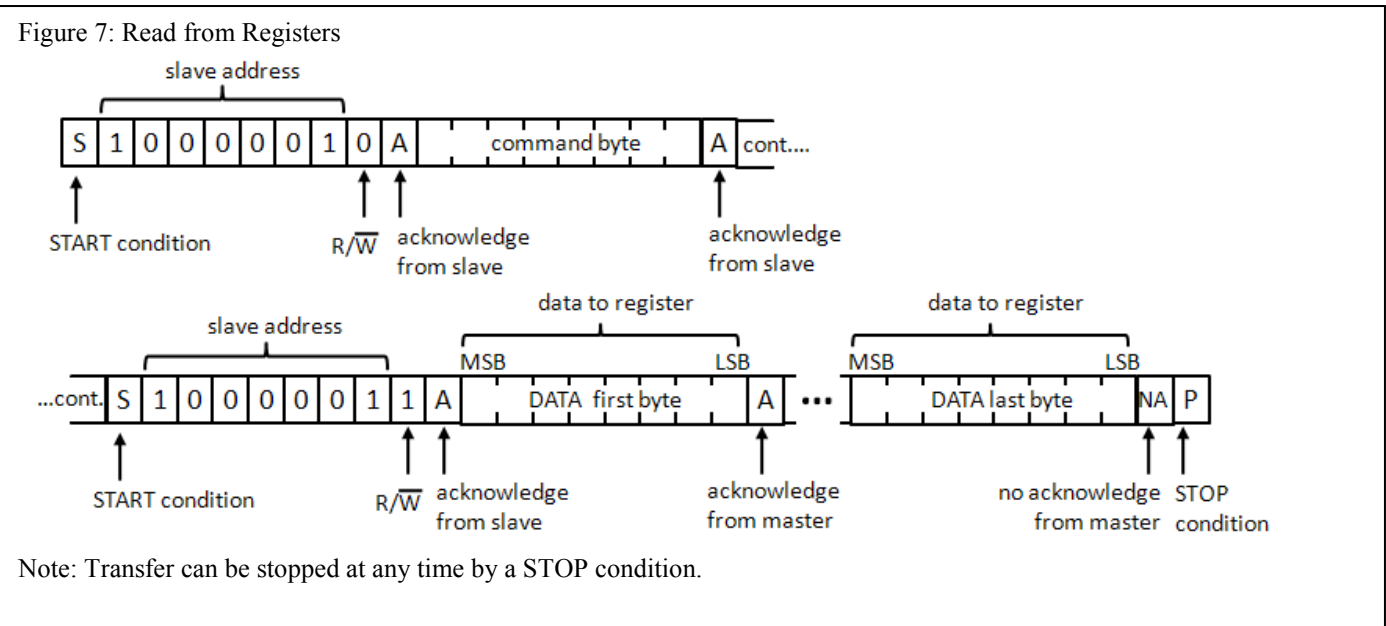 Figure 7: Read from Registers
slave address
S 1 0 0 0 0 0 1 0 A command byte A cont....
START condition
R/W̅
acknowledge
from slave
acknowledge
from slave
slave address
data to register
data to register
MSB LSB MSB LSB
...cont. S 1 0 0 0 0 0 1 1 A DATA first byte A ••• DATA last byte NA P
START condition
R/W̅
acknowledge
from slave
acknowledge
from master
no acknowledge
from master
STOP
condition
Note: Transfer can be stopped at any time by a STOP condition.